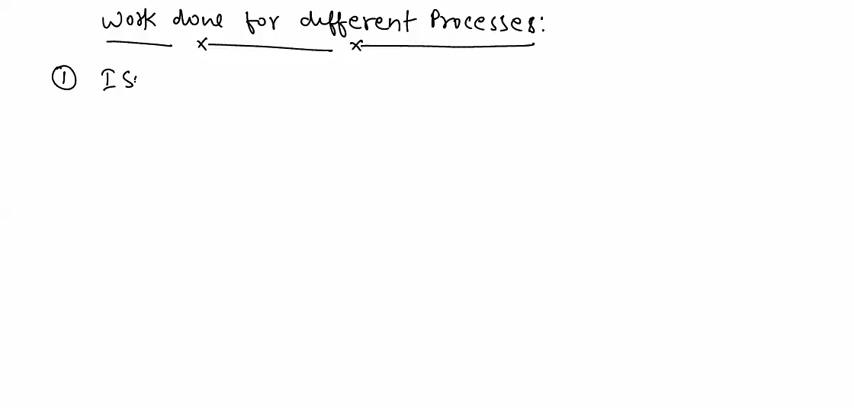 Work done for different Processes:
① IS